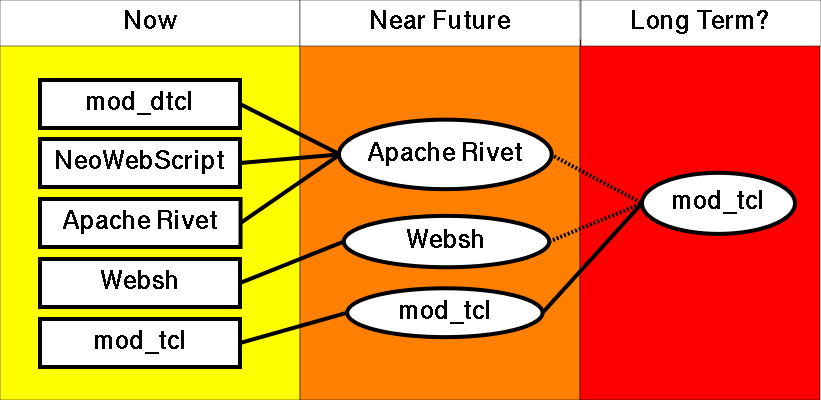 Now
Near Future
Long Term?
mod_dtcl
NeoWebScript
Apache Rivet
Websh
mod_tcl
Apache Rivet
Websh
mod_tcl
mod_tcl